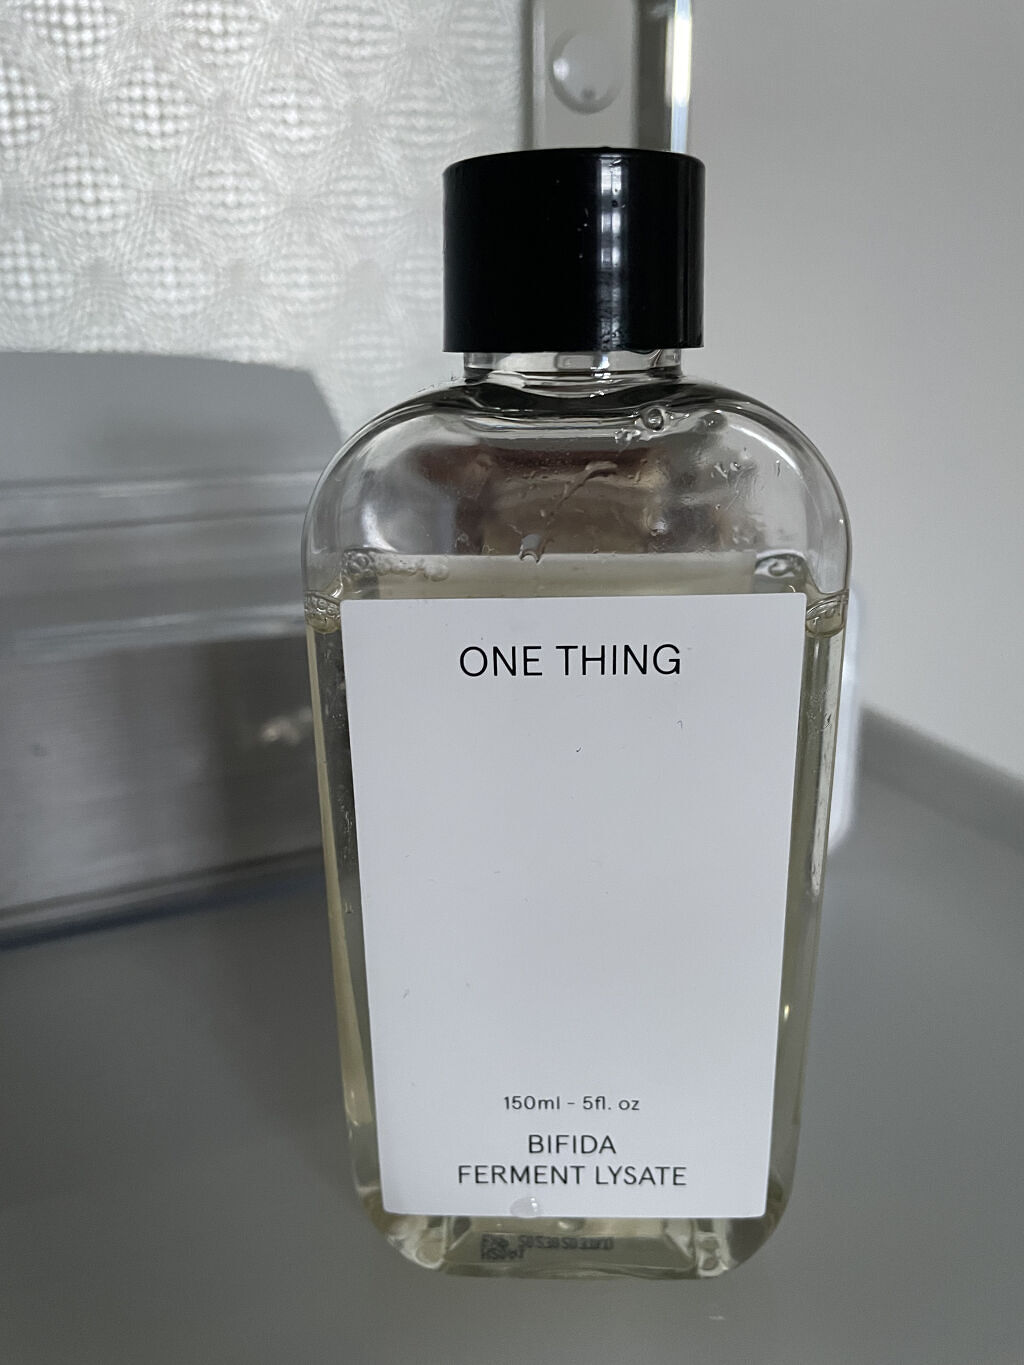 ONE THING
150ml - 5fl. oz
BIFIDA
FERMENT LYSATE